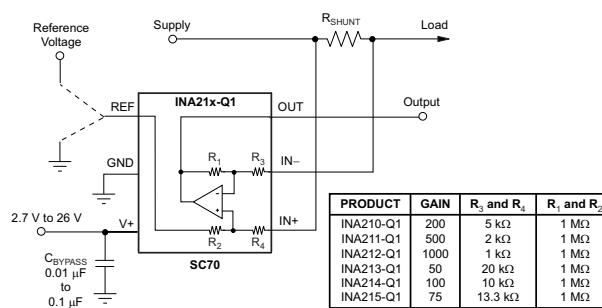 Reference
Voltage
Supply
RSHUNT
Load
REF
INA21x-Q1
OUT
Output
GND
R1
R3
IN−
2.7 V to 26 V
V+
R2
R4
IN+
CBYPASS
0.01 µF
to
0.1 µF
SC70
PRODUCT GAIN R3 and R4 R1 and R2
INA210-Q1 200 5 kΩ 1 MΩ
INA211-Q1 500 2 kΩ 1 MΩ
INA212-Q1 1000 1 kΩ 1 MΩ
INA213-Q1 50 20 kΩ 1 MΩ
INA214-Q1 100 10 kΩ 1 MΩ
INA215-Q1 75 13.3 kΩ 1 MΩ